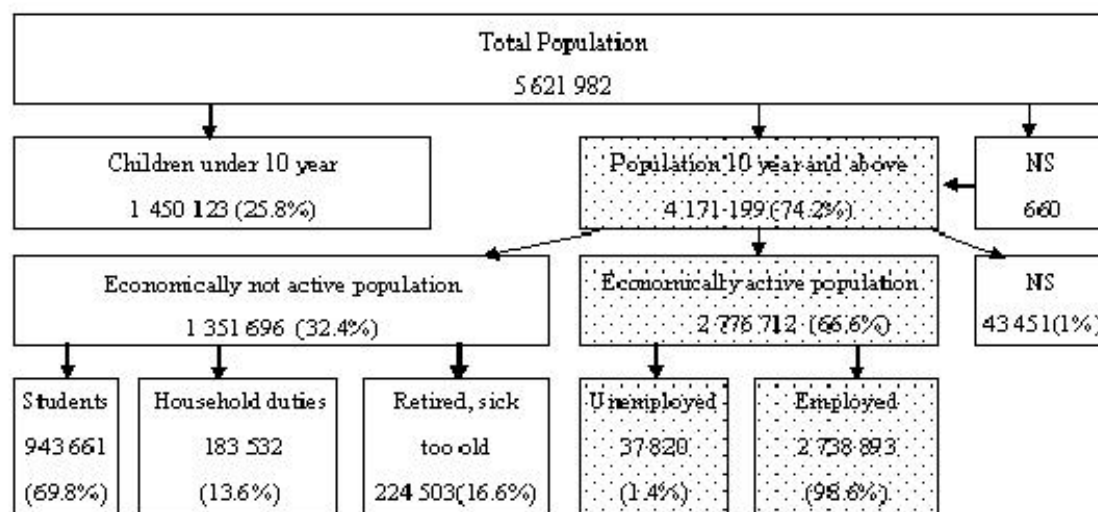 Total Population
5 621 982
Children under 10 year
1 450 123 (25.8%)
Population 10 year and above
4 171 199 (74.2%)
NS
660
Economically not active population
1 351 696 (32.4%)
Economically active population
2 776 712 (66.6%)
NS
43 451(1%)
Students
943 661
(69.8%)
Household duties
183 532
(13.6%)
Retired, sick
too old
224 503(16.6%)
Unemployed
37 820
(1.4%)
Employed
2 738 893
(98.6%)